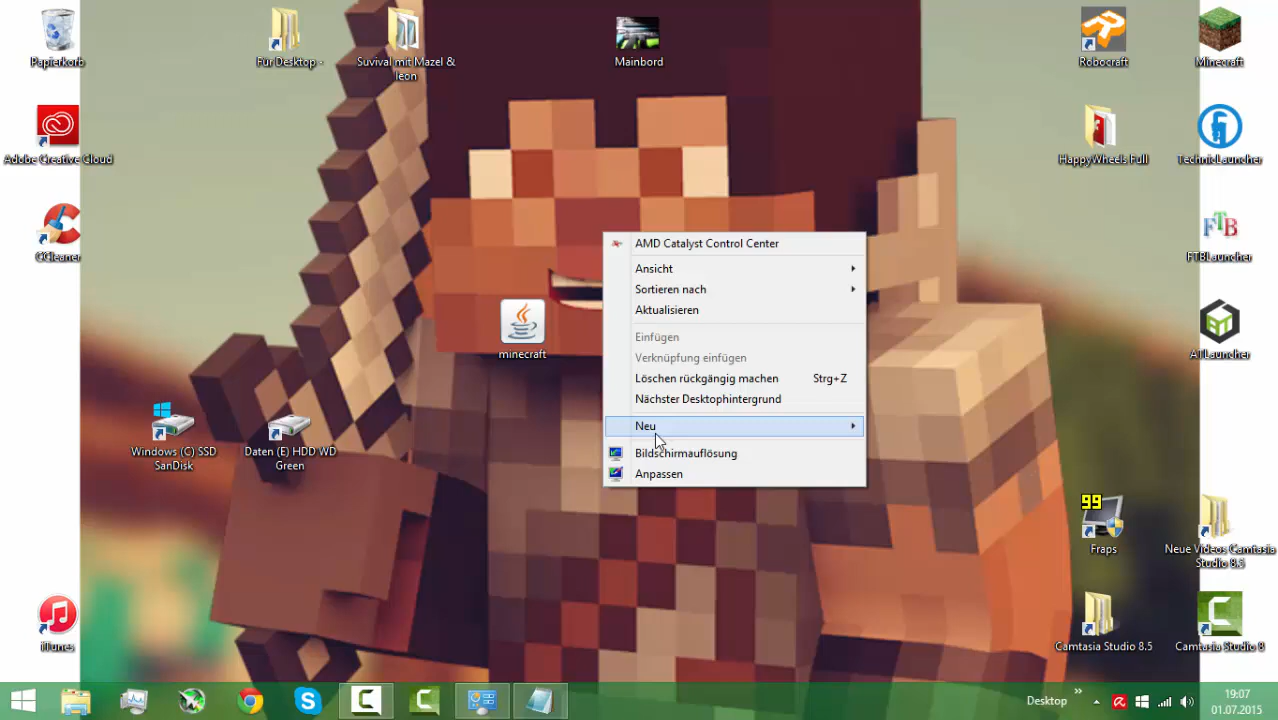 Papierkorb
Für Desktop -
Suvival mit Mazel &
leon
Mainbord
Robocraft
Minecraft
Adobe Creative Cloud
HappyWheels Full
TechnicLauncher
CCleaner
FTB
FTBLauncher
minecraft
ATLauncher
AMD Catalyst Control Center
Ansicht
Sortieren nach
Aktualisieren
Einfügen
Verknüpfung einfügen
Löschen rückgängig machen Strg+Z
Nächster Desktophintergrund
Neu
Bildschirmauflösung
Anpassen
Windows (C) SSD
SanDisk
Daten (E) HDD WD
Green
99
Fraps
Neue Videos Camtasia
Studio 8.5
iTunes
Camtasia Studio 8.5
Camtasia Studio 8
Desktop
19:07
01.07.2015